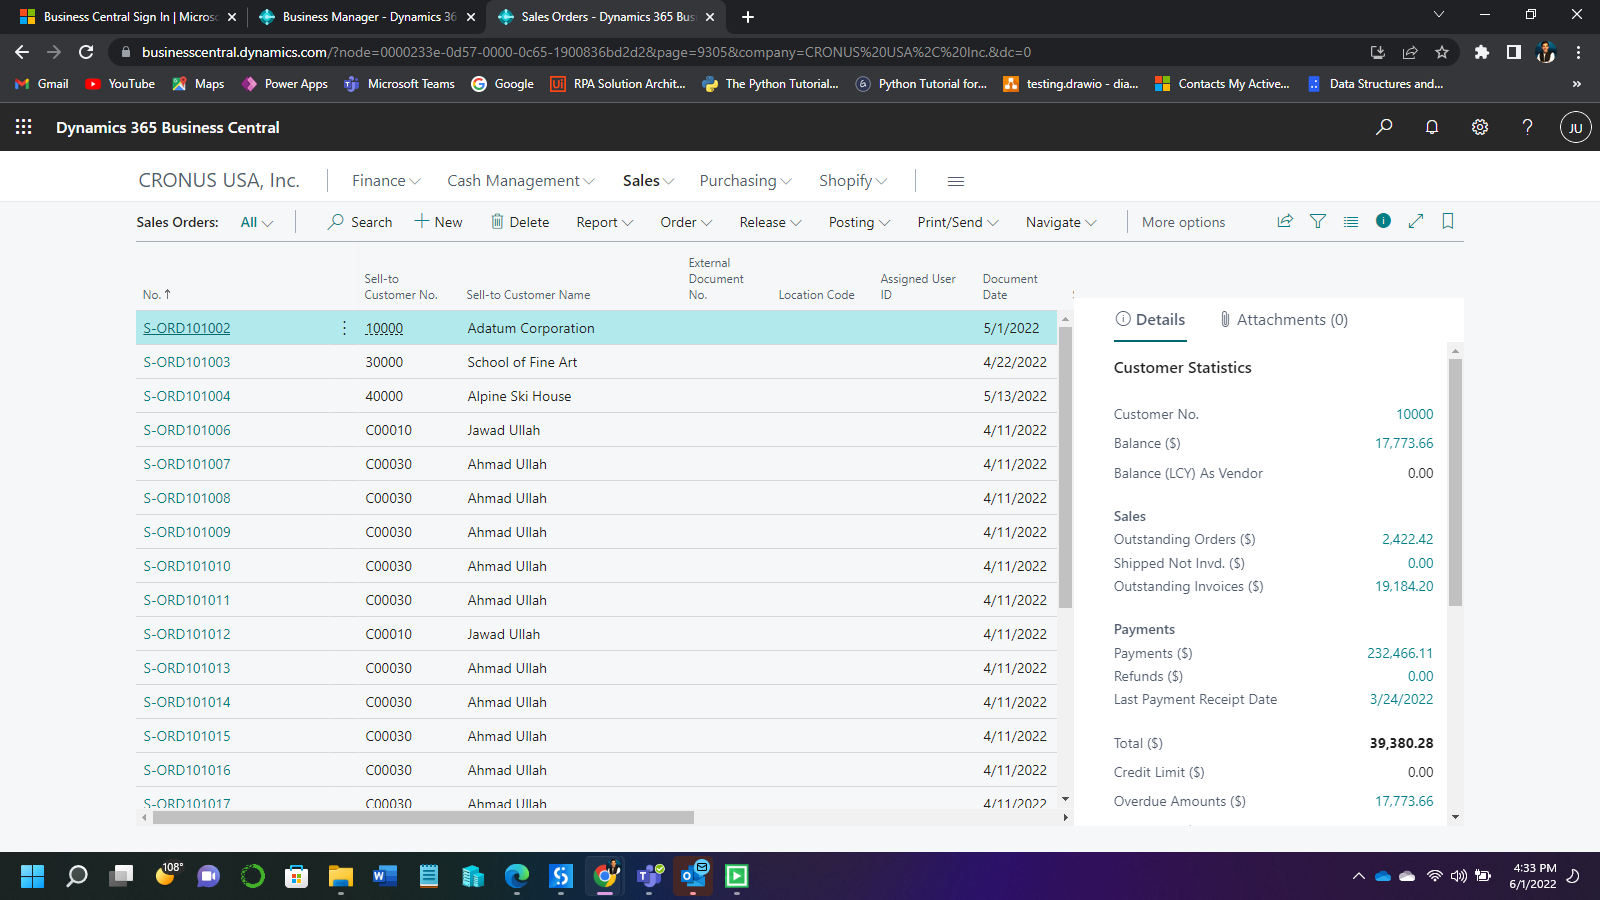 Business Central Sign In | Micros
Business Manager - Dynamics 36
Sales Orders - Dynamics 365 Bus
businesscentral.dynamics.com/?node=0000233e-0d57-0000-0c65-1900836bd2d2&page=9305&company=CRONUS%20USA%2C%20Inc.&dc=0
Gmail YouTube Maps Power Apps Microsoft Teams Google RPA Solution Archit... The Python Tutorial... Python Tutorial for... testing.drawio - dia... Contacts My Active... Data Structures and... »
Dynamics 365 Business Central
? JU
CRONUS USA, Inc. Finance Cash Management Sales Purchasing Shopify
Sales Orders: All Search New Delete Report Order Release Posting Print/Send Navigate More options
No. ↑
Sell-to
Customer No.
Sell-to Customer Name
External
Document
No.
Location Code
Assigned User
ID
Document
Date
S-ORD101002 10000 Adatum Corporation 5/1/2022
S-ORD101003 30000 School of Fine Art 4/22/2022
S-ORD101004 40000 Alpine Ski House 5/13/2022
S-ORD101006 C00010 Jawad Ullah 4/11/2022
S-ORD101007 C00030 Ahmad Ullah 4/11/2022
S-ORD101008 C00030 Ahmad Ullah 4/11/2022
S-ORD101009 C00030 Ahmad Ullah 4/11/2022
S-ORD101010 C00030 Ahmad Ullah 4/11/2022
S-ORD101011 C00030 Ahmad Ullah 4/11/2022
S-ORD101012 C00010 Jawad Ullah 4/11/2022
S-ORD101013 C00030 Ahmad Ullah 4/11/2022
S-ORD101014 C00030 Ahmad Ullah 4/11/2022
S-ORD101015 C00030 Ahmad Ullah 4/11/2022
S-ORD101016 C00030 Ahmad Ullah 4/11/2022
S-ORD101017 C00030 Ahmad Ullah 4/11/2022
Details Attachments (0)
Customer Statistics
Customer No. 10000
Balance ($) 17,773.66
Balance (LCY) As Vendor 0.00
Sales
Outstanding Orders ($) 2,422.42
Shipped Not Invd. ($) 0.00
Outstanding Invoices ($) 19,184.20
Payments
Payments ($) 232,466.11
Refunds ($) 0.00
Last Payment Receipt Date 3/24/2022
Total ($) 39,380.28
Credit Limit ($) 0.00
Overdue Amounts ($) 17,773.66
108°
4:33 PM
6/1/2022